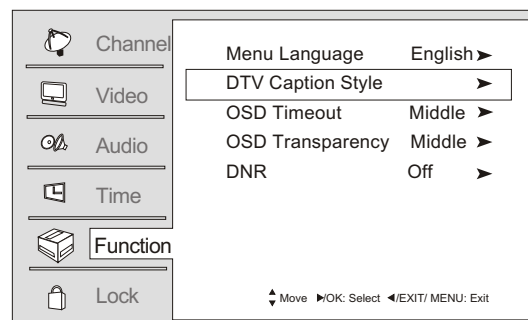 Channel
Video
Audio
Time
Function
Lock
Menu Language English
DTV Caption Style
OSD Timeout Middle
OSD Transparency Middle
DNR Off
Move /OK: Select /EXIT/ MENU: Exit